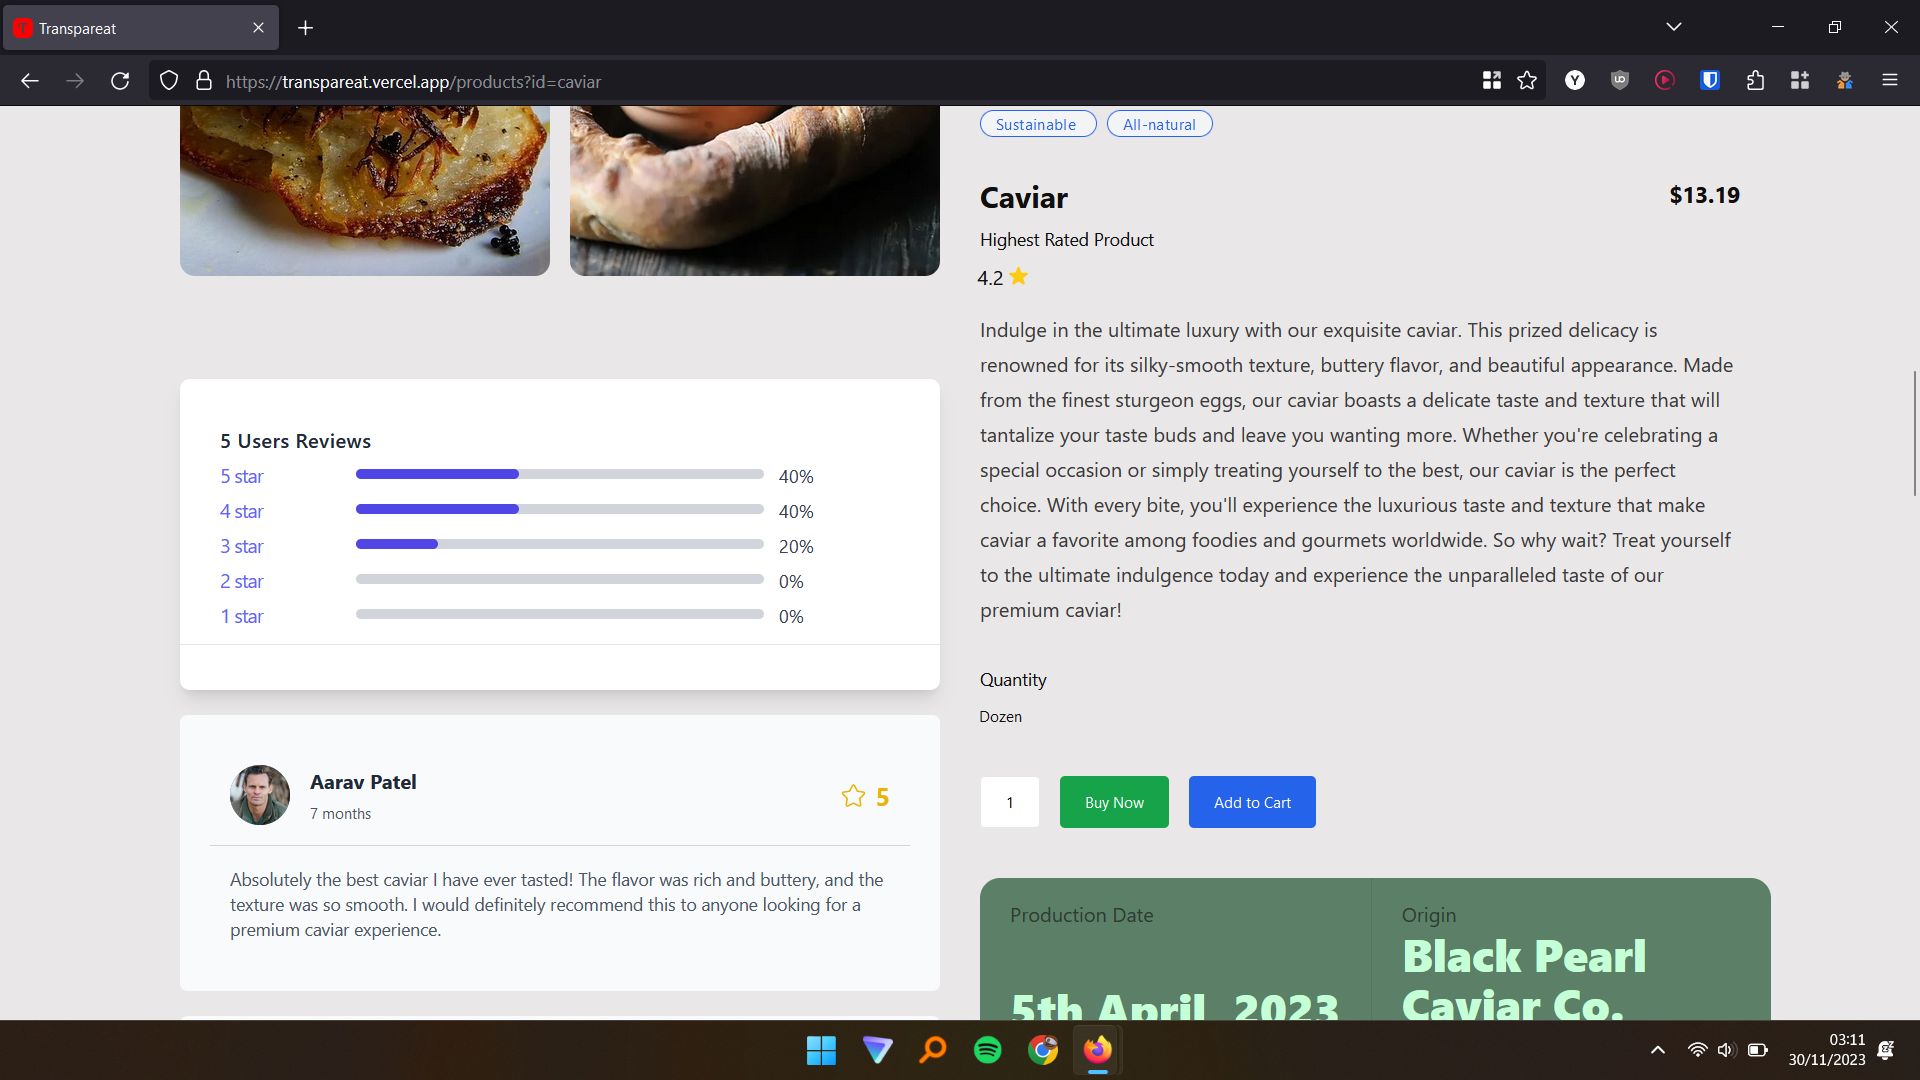 Transpareat
https://transpareat.vercel.app/products?id=caviar
Sustainable
All-natural
Caviar
$13.19
Highest Rated Product
4.2
Indulge in the ultimate luxury with our exquisite caviar. This prized delicacy is
renowned for its silky-smooth texture, buttery flavor, and beautiful appearance. Made
from the finest sturgeon eggs, our caviar boasts a delicate taste and texture that will
tantalize your taste buds and leave you wanting more. Whether you're celebrating a
special occasion or simply treating yourself to the best, our caviar is the perfect
choice. With every bite, you'll experience the luxurious taste and texture that make
caviar a favorite among foodies and gourmets worldwide. So why wait? Treat yourself
to the ultimate indulgence today and experience the unparalleled taste of our
premium caviar!
Quantity
Dozen
1
Buy Now
Add to Cart
Production Date
5th April, 2023
Origin
Black Pearl
Caviar Co.
5 Users Reviews
5 star 40%
4 star 40%
3 star 20%
2 star 0%
1 star 0%
Aarav Patel
7 months
5
Absolutely the best caviar I have ever tasted! The flavor was rich and buttery, and the
texture was so smooth. I would definitely recommend this to anyone looking for a
premium caviar experience.
03:11
30/11/2023